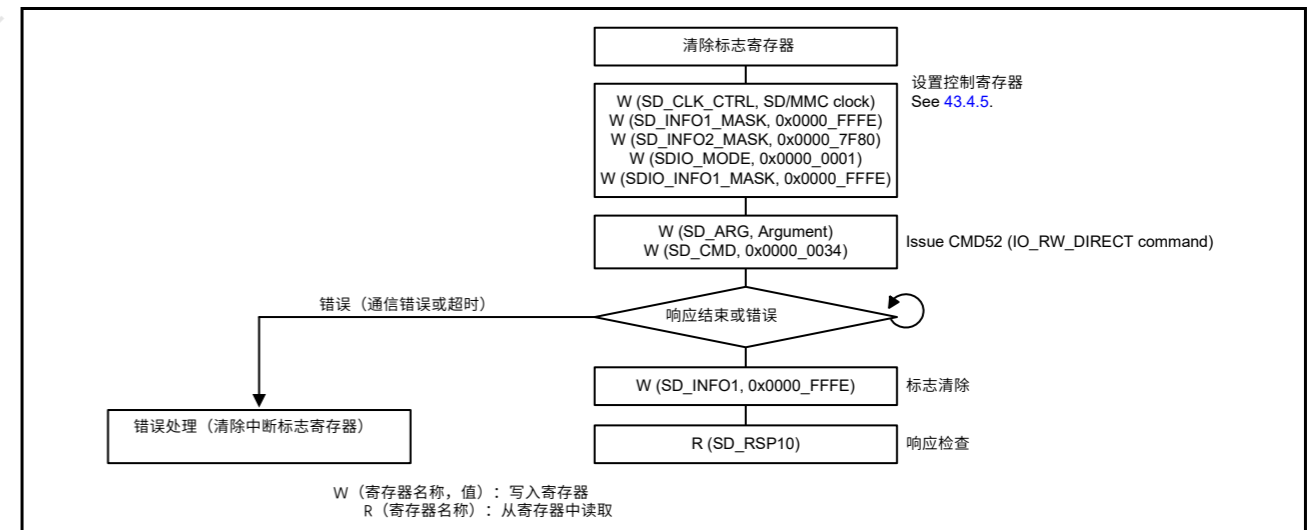 清除标志寄存器
设置控制寄存器
See 43.4.5.
W (SD_CLK_CTRL, SD/MMC clock)
W (SD_INFO1_MASK, 0x0000_FFFE)
W (SD_INFO2_MASK, 0x0000_7F80)
W (SDIO_MODE, 0x0000_0001)
W (SDIO_INFO1_MASK, 0x0000_FFFE)
W (SD_ARG, Argument)
W (SD_CMD, 0x0000_0034)
Issue CMD52 (IO_RW_DIRECT command)
错误（通信错误或超时）
响应结束或错误
W (SD_INFO1, 0x0000_FFFE)
标志清除
错误处理（清除中断标志寄存器）
R (SD_RSP10)
响应检查
W（寄存器名称，值）：写入寄存器
R（寄存器名称）：从寄存器中读取